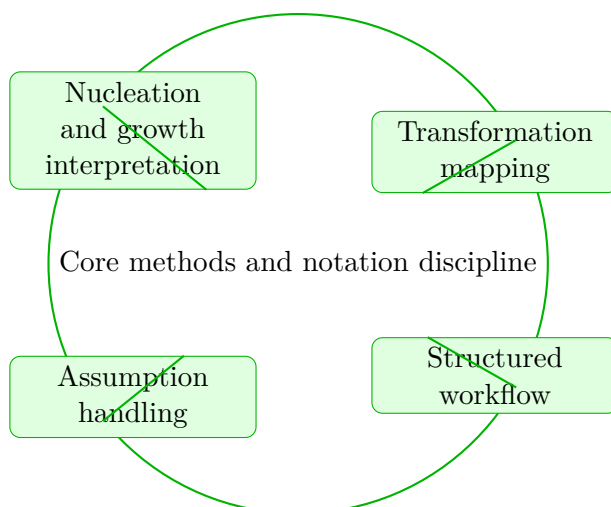 Nucleation
and growth
interpretation
Transformation
mapping
Core methods and notation discipline
Assumption
handling
Structured
workflow